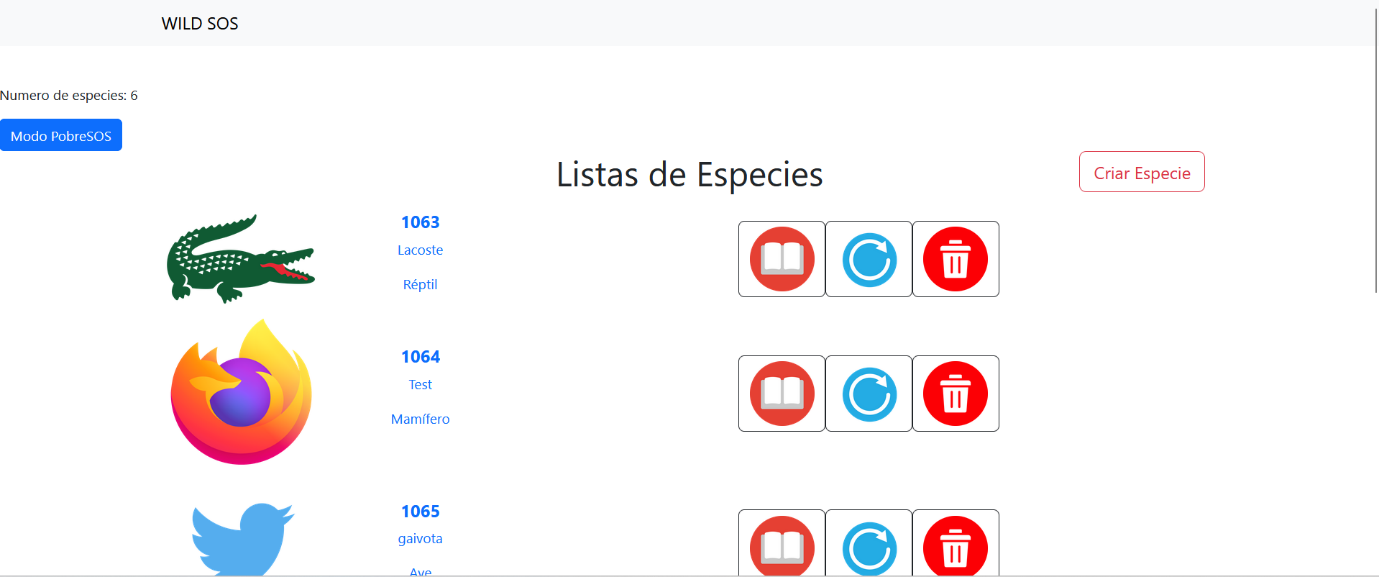 WILD SOS
Numero de especies: 6
Modo PobreSOS
Listas de Especies
Criar Especie
1063
Lacoste
Réptil
1064
Test
Mamífero
1065
gaivota
Ave